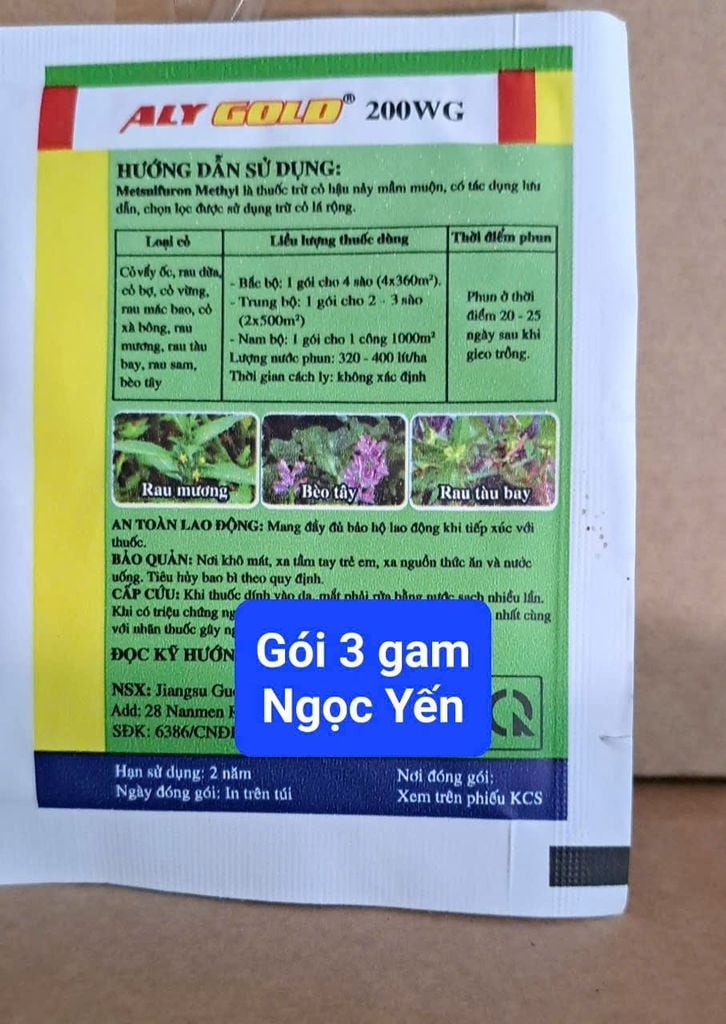 ALY GOLD® 200WG
HƯỚNG DẪN SỬ DỤNG:
Metsulfuron Methyl là thuốc trừ cỏ hậu nảy mầm muộn, có tác dụng lưu
dẫn, chọn lọc được sử dụng trừ cỏ lá rộng.
Loại cỏ
Cỏ vẩy ốc, rau dừa,
cỏ bợ, cỏ vừng,
rau mác bao, cỏ
xà bông, rau
mương, rau tàu
bay, rau sam,
bèo tây
Liều lượng thuốc dùng
- Bắc bộ: 1 gói cho 4 sào (4x360m²).
- Trung bộ: 1 gói cho 2 - 3 sào
(2x500m²)
- Nam bộ: 1 gói cho 1 công 1000m²
Lượng nước phun: 320 - 400 lít/ha
Thời gian cách ly: không xác định
Thời điểm phun
Phun ở thời
điểm 20 - 25
ngày sau khi
gieo trồng.
Rau mương
Bèo tây
Rau tàu bay
AN TOÀN LAO ĐỘNG: Mang đầy đủ bảo hộ lao động khi tiếp xúc với
thuốc.
BẢO QUẢN: Nơi khô mát, xa tầm tay trẻ em, xa nguồn thức ăn và nước
uống. Tiêu hủy bao bì theo quy định.
CẤP CỨU: Khi thuốc dính vào da, mắt phải rửa bằng nước sạch nhiều lần.
Khi có triệu chứng nhất cùng
với nhãn thuốc gây
ĐỌC KỸ HƯỚN
Gói 3 gam
Ngọc Yến
NSX: Jiangsu
Add: 28 Nanmen
SĐK: 6386/CNĐ
Hạn sử dụng: 2 năm
Ngày đóng gói: In trên túi
Nơi đóng gói:
Xem trên phiếu KCS